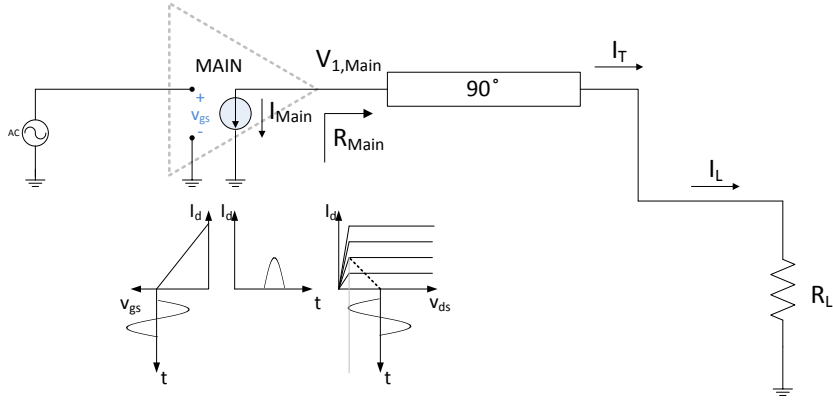 MAIN
V1,Main
90°
IT
AC
+
vgs
-
IMain
RMain
IL
Id
Id
Id
vgs
t
vds
RL
t
t